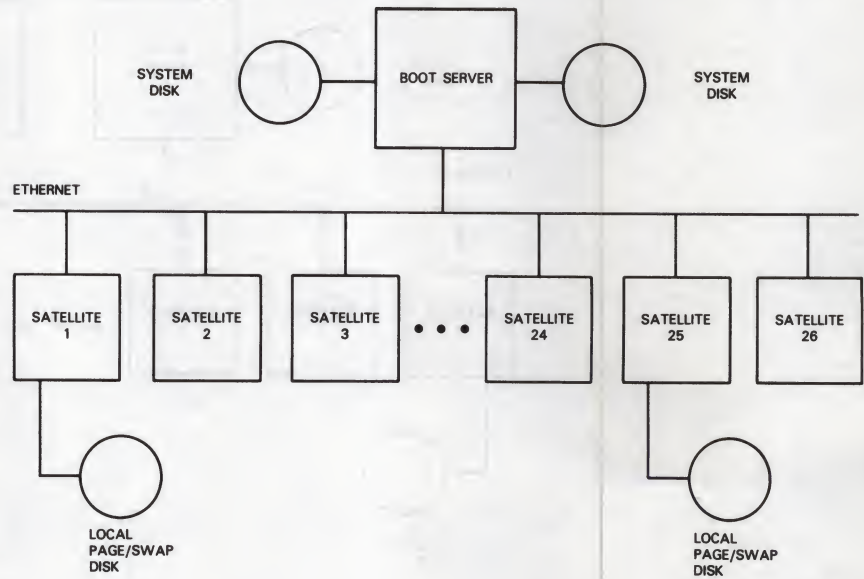 SYSTEM
DISK
BOOT SERVER
SYSTEM
DISK
ETHERNET
SATELLITE
1
SATELLITE
2
SATELLITE
3
• • •
SATELLITE
24
SATELLITE
25
SATELLITE
26
LOCAL
PAGE/SWAP
DISK
LOCAL
PAGE/SWAP
DISK